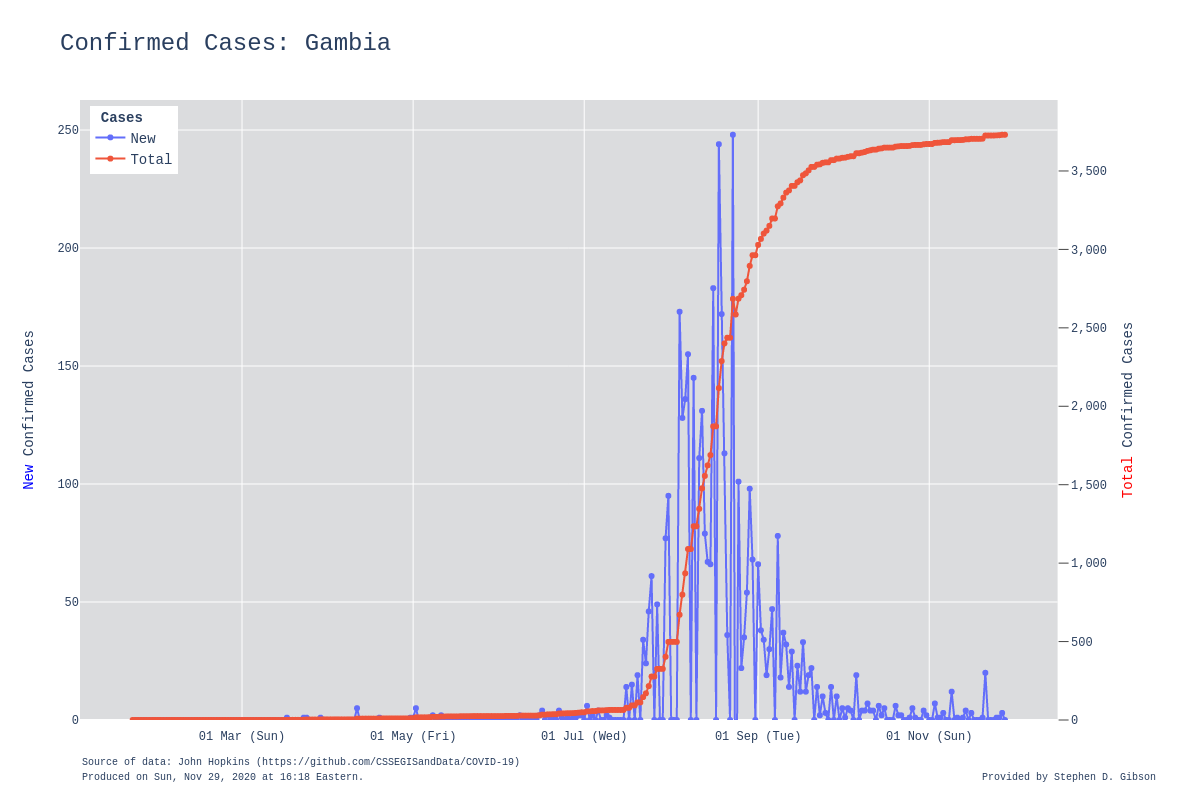 Confirmed Cases: Gambia
Cases
New
Total
250
200
150
100
50
0
3,500
3,000
2,500
2,000
1,500
1,000
500
0
New Confirmed Cases
Total Confirmed Cases
01 Mar (Sun)
01 May (Fri)
01 Jul (Wed)
01 Sep (Tue)
01 Nov (Sun)
Source of data: John Hopkins (https://github.com/CSSEGISandData/COVID-19)
Produced on Sun, Nov 29, 2020 at 16:18 Eastern.
Provided by Stephen D. Gibson